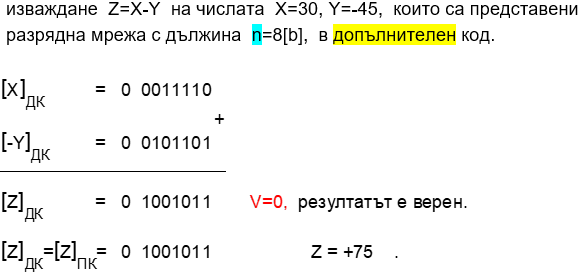 изваждане Z=X-Y на числата X=30, Y=-45, които са представени
разрядна мрежа с дължина n=8[b], в допълнителен код.
[X]ДК = 0 0011110
+
[-Y]ДК = 0 0101101
[Z]ДК = 0 1001011 V=0, резултатът е верен.
[Z]ДК=[Z]ПК= 0 1001011 Z = +75 .